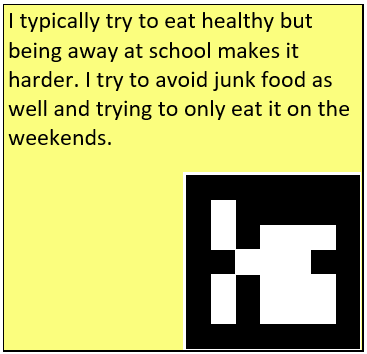 I typically try to eat healthy but
being away at school makes it
harder. I try to avoid junk food as
well and trying to only eat it on the
weekends.